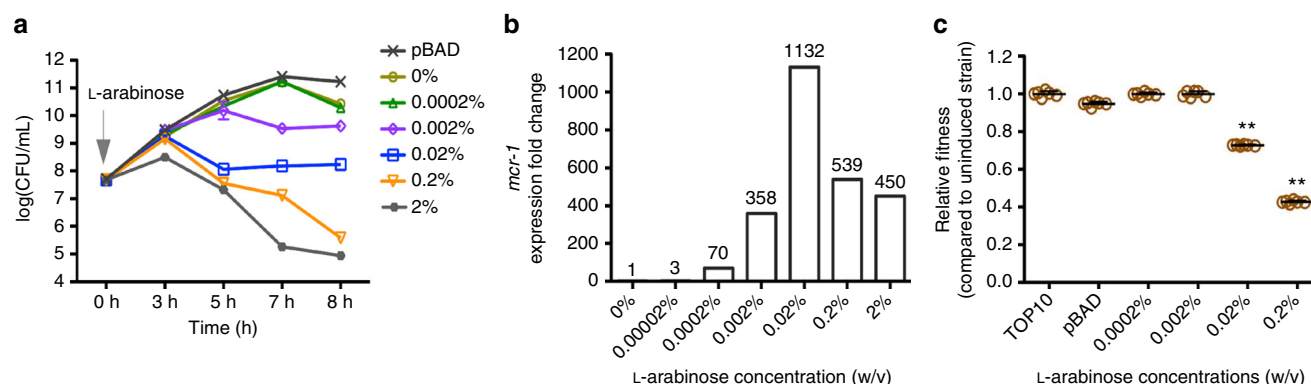 a
12
11
10
9
8
7
6
5
4
log(CFU/mL)
L-arabinose
0 h
3 h
5 h
7 h
8 h
Time (h)
pBAD
0%
0.0002%
0.002%
0.02%
0.2%
2%
b
1200
1000
800
600
400
200
0
mcr-1
expression fold change
1
3
70
358
1132
539
450
0%
0.00002%
0.0002%
0.002%
0.02%
0.2%
2%
L-arabinose concentration (w/v)
c
1.2
1.0
0.8
0.6
0.4
0.2
0.0
Relative fitness
(compared to uninduced strain)
**
**
TOP10
pBAD
0.0002%
0.002%
0.02%
0.2%
L-arabinose concentrations (w/v)